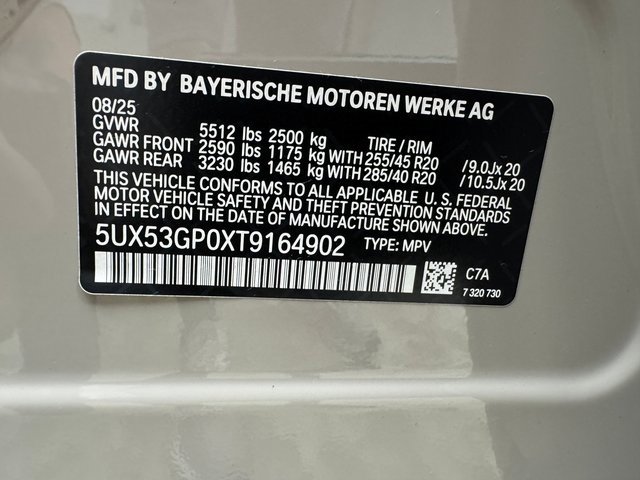 MFD BY BAYERISCHE MOTOREN WERKE AG
08/25
GVWR 5512 lbs 2500 kg TIRE / RIM
GAWR FRONT 2590 lbs 1175 kg WITH 255/45 R20 /9.0Jx 20
GAWR REAR 3230 lbs 1465 kg WITH 285/40 R20 /10.5Jx 20
THIS VEHICLE CONFORMS TO ALL APPLICABLE U. S. FEDERAL
MOTOR VEHICLE SAFETY AND THEFT PREVENTION STANDARDS
IN EFFECT ON THE DATE OF MANUFACTURE SHOWN ABOVE.
5UX53GP0XT9164902 TYPE: MPV
C7A
7 320 730